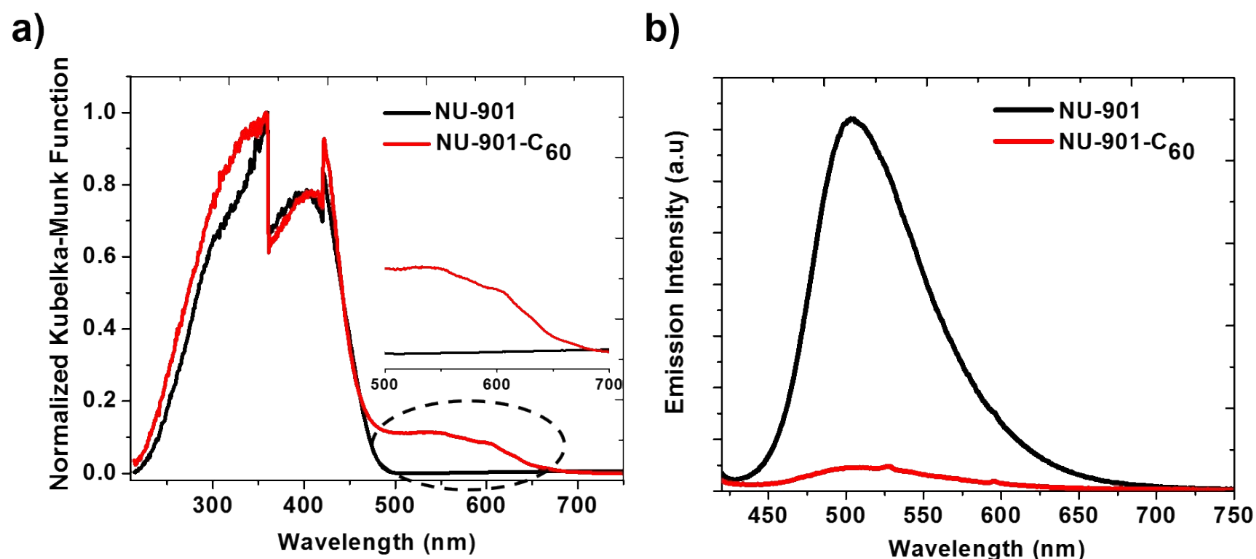 a)
Normalized Kubelka-Munk Function
1.0
0.8
0.6
0.4
0.2
0.0
300
400
500
600
700
Wavelength (nm)
NU-901
NU-901-C60
500
600
700
b)
Emission Intensity (a.u)
450
500
550
600
650
700
750
Wavelength (nm)
NU-901
NU-901-C60